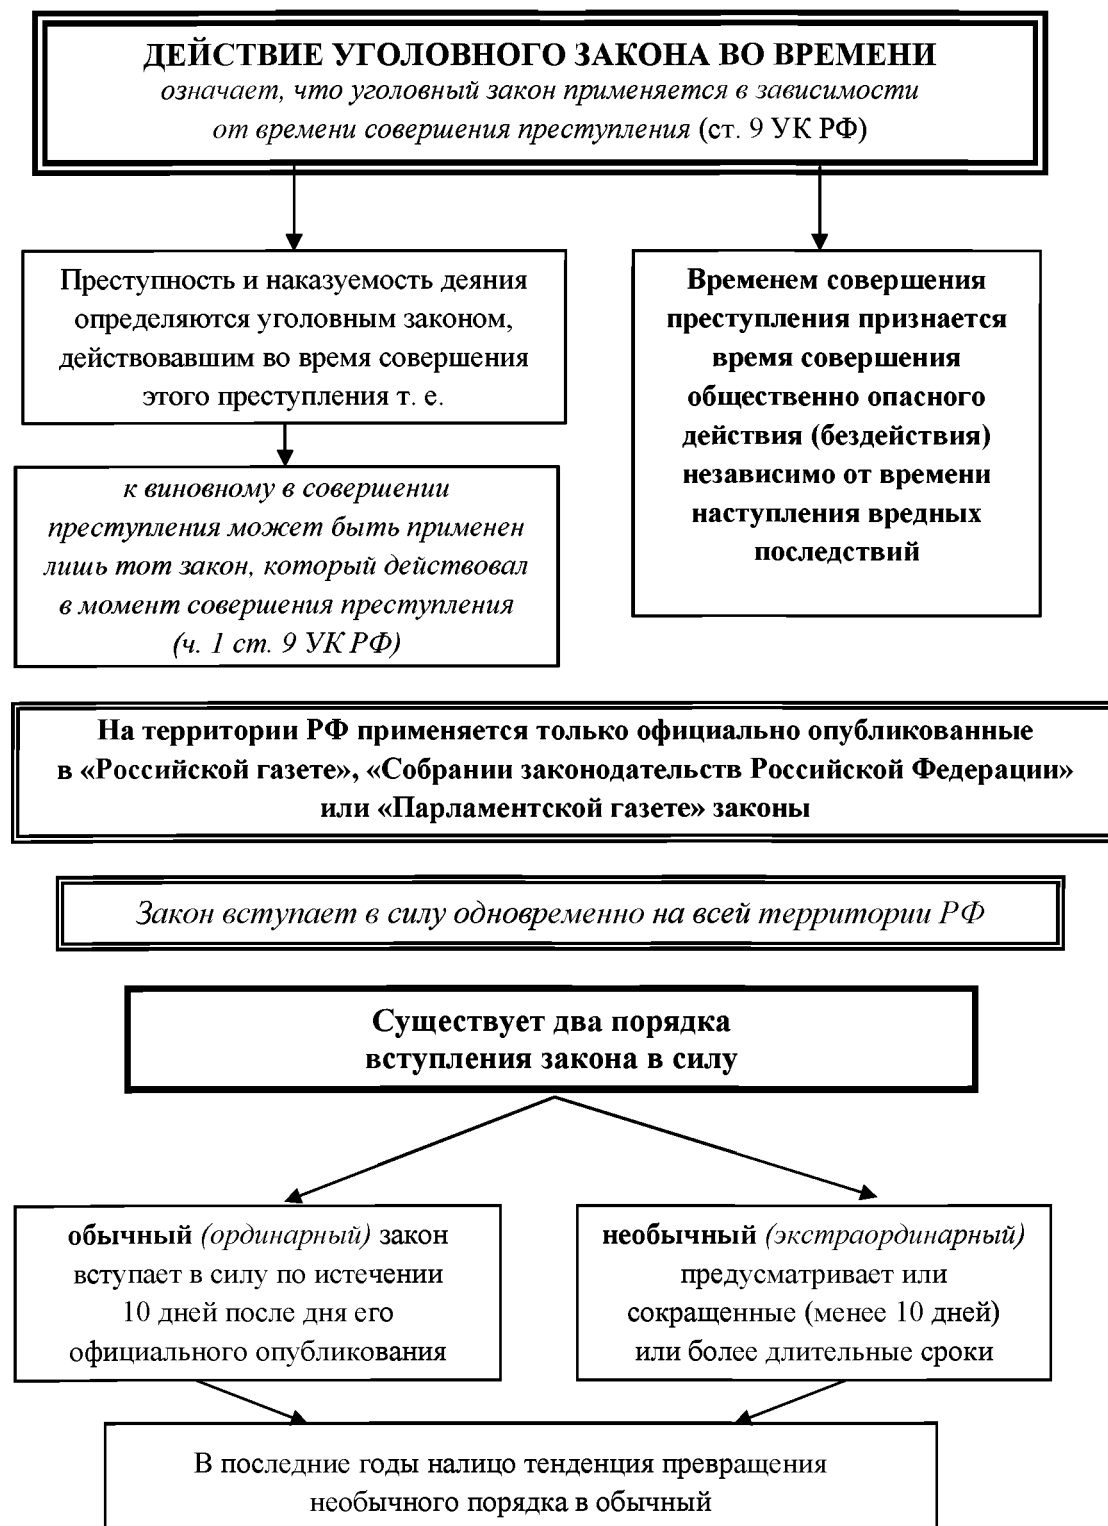 ДЕЙСТВИЕ УГОЛОВНОГО ЗАКОНА ВО ВРЕМЕНИ
означает, что уголовный закон применяется в зависимости
от времени совершения преступления (ст. 9 УК РФ)
Преступность и наказуемость деяния
определяются уголовным законом,
действовавшим во время совершения
этого преступления т. е.
к виновному в совершении
преступления может быть применен
лишь тот закон, который действовал
в момент совершения преступления
(ч. 1 ст. 9 УК РФ)
Временем совершения
преступления признается
время совершения
общественно опасного
действия (бездействия)
независимо от времени
наступления вредных
последствий
На территории РФ применяется только официально опубликованные
в «Российской газете», «Собрании законодательств Российской Федерации»
или «Парламентской газете» законы
Закон вступает в силу одновременно на всей территории РФ
Существует два порядка
вступления закона в силу
обычный (ординарный) закон
вступает в силу по истечении
10 дней после дня его
официального опубликования
необычный (экстраординарный)
предусматривает или
сокращенные (менее 10 дней)
или более длительные сроки
В последние годы налицо тенденция превращения
необычного порядка в обычный